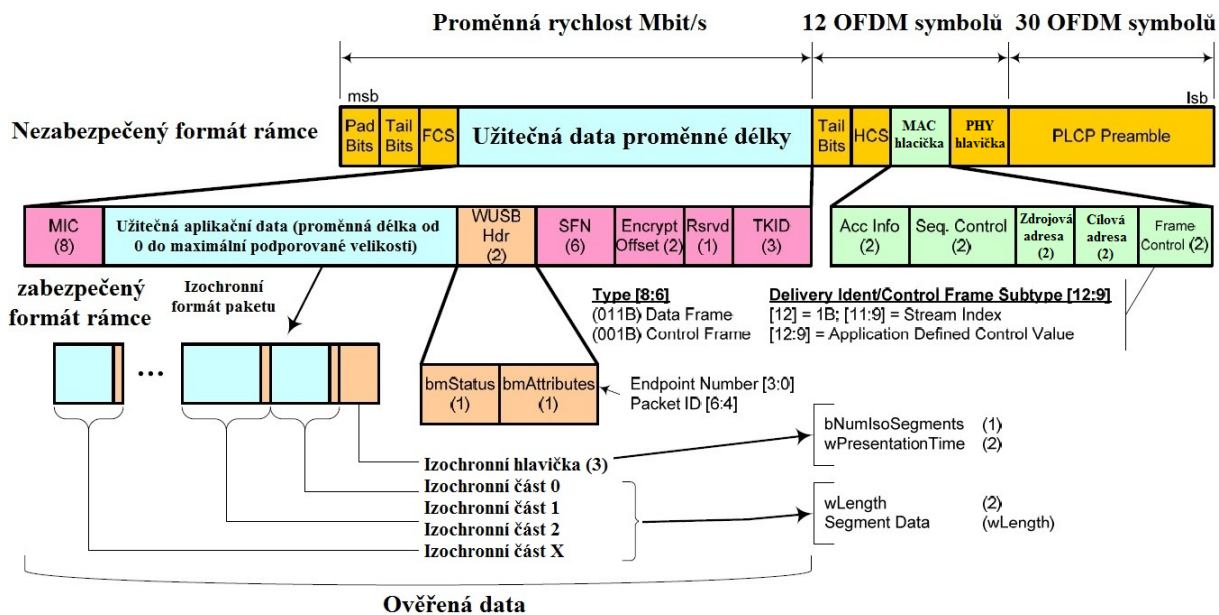 Proměnná rychlost Mbit/s
12 OFDM symbolů
30 OFDM symbolů
msb
lsb
Nezabezpečený formát rámce
Pad
Bits
Tail
Bits
FCS
Užitečná data proměnné délky
Tail
Bits
HCS
MAC
hlacička
PHY
hlavička
PLCP Preamble
MIC
(8)
Užitečná aplikační data (proměnná délka od
0 do maximální podporované velikosti)
WUSB
Hdr
(2)
SFN
(6)
Encrypt
Offset (2)
Rsrvd
(1)
TKID
(3)
Acc Info
(2)
Seq. Control
(2)
Zdrojová
adresa
(2)
Cílová
adresa
(2)
Frame
Control (2)
zabezpečený
formát rámce
Izochronní
formát paketu
Type [8:6]
(011B) Data Frame
(001B) Control Frame
Delivery Ident/Control Frame Subtype [12:9]
[12] = 1B; [11:9] = Stream Index
[12:9] = Application Defined Control Value
...
bmStatus
(1)
bmAttributes
(1)
Endpoint Number [3:0]
Packet ID [6:4]
bNumIsoSegments (1)
wPresentationTime (2)
Izochronní hlavička (3)
Izochronní část 0
Izochronní část 1
Izochronní část 2
Izochronní část X
wLength (2)
Segment Data (wLength)
Ověřená data